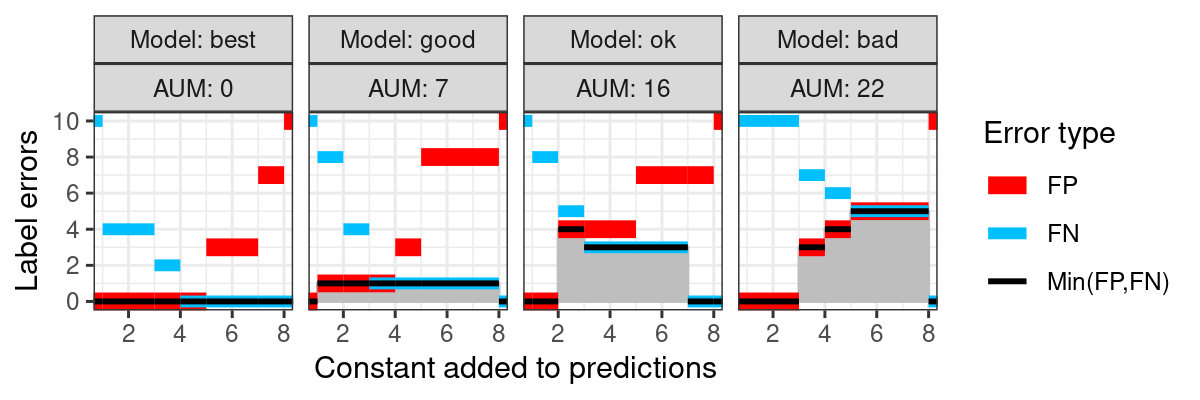 Model: best Model: good Model: ok Model: bad
AUM: 0 AUM: 7 AUM: 16 AUM: 22
Label errors
10
8
6
4
2
0
2 4 6 8 2 4 6 8 2 4 6 8 2 4 6 8
Constant added to predictions
Error type
FP
FN
Min(FP,FN)